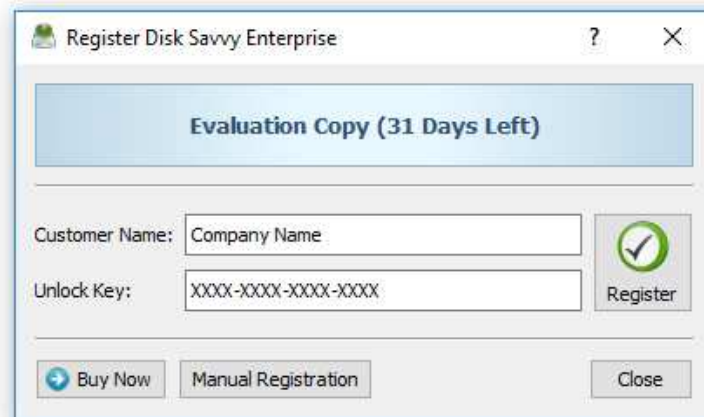 Register Disk Savvy Enterprise ?
Evaluation Copy (31 Days Left)
Customer Name: Company Name
Unlock Key: XXXX-XXXX-XXXX-XXXX
Register
Buy Now Manual Registration Close